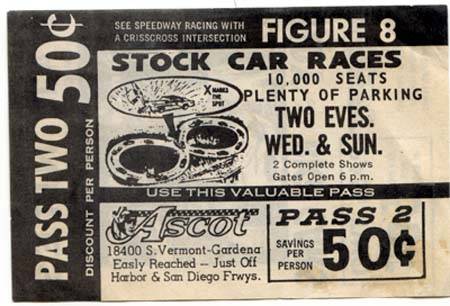 PASS TWO 50¢
DISCOUNT PER PERSON
SEE SPEEDWAY RACING WITH
A CRISSCROSS INTERSECTION
FIGURE 8
STOCK CAR RACES
X MARKS
THE
SPOT
10,000 SEATS
PLENTY OF PARKING
TWO EVES.
WED. & SUN.
2 Complete Shows
Gates Open 6 p.m.
USE THIS VALUABLE PASS
Ascot
18400 S. Vermont-Gardena
Easly Reached - Just Off
Harbor & San Diego Frwys.
PASS 2
SAVINGS
PER
PERSON
50¢